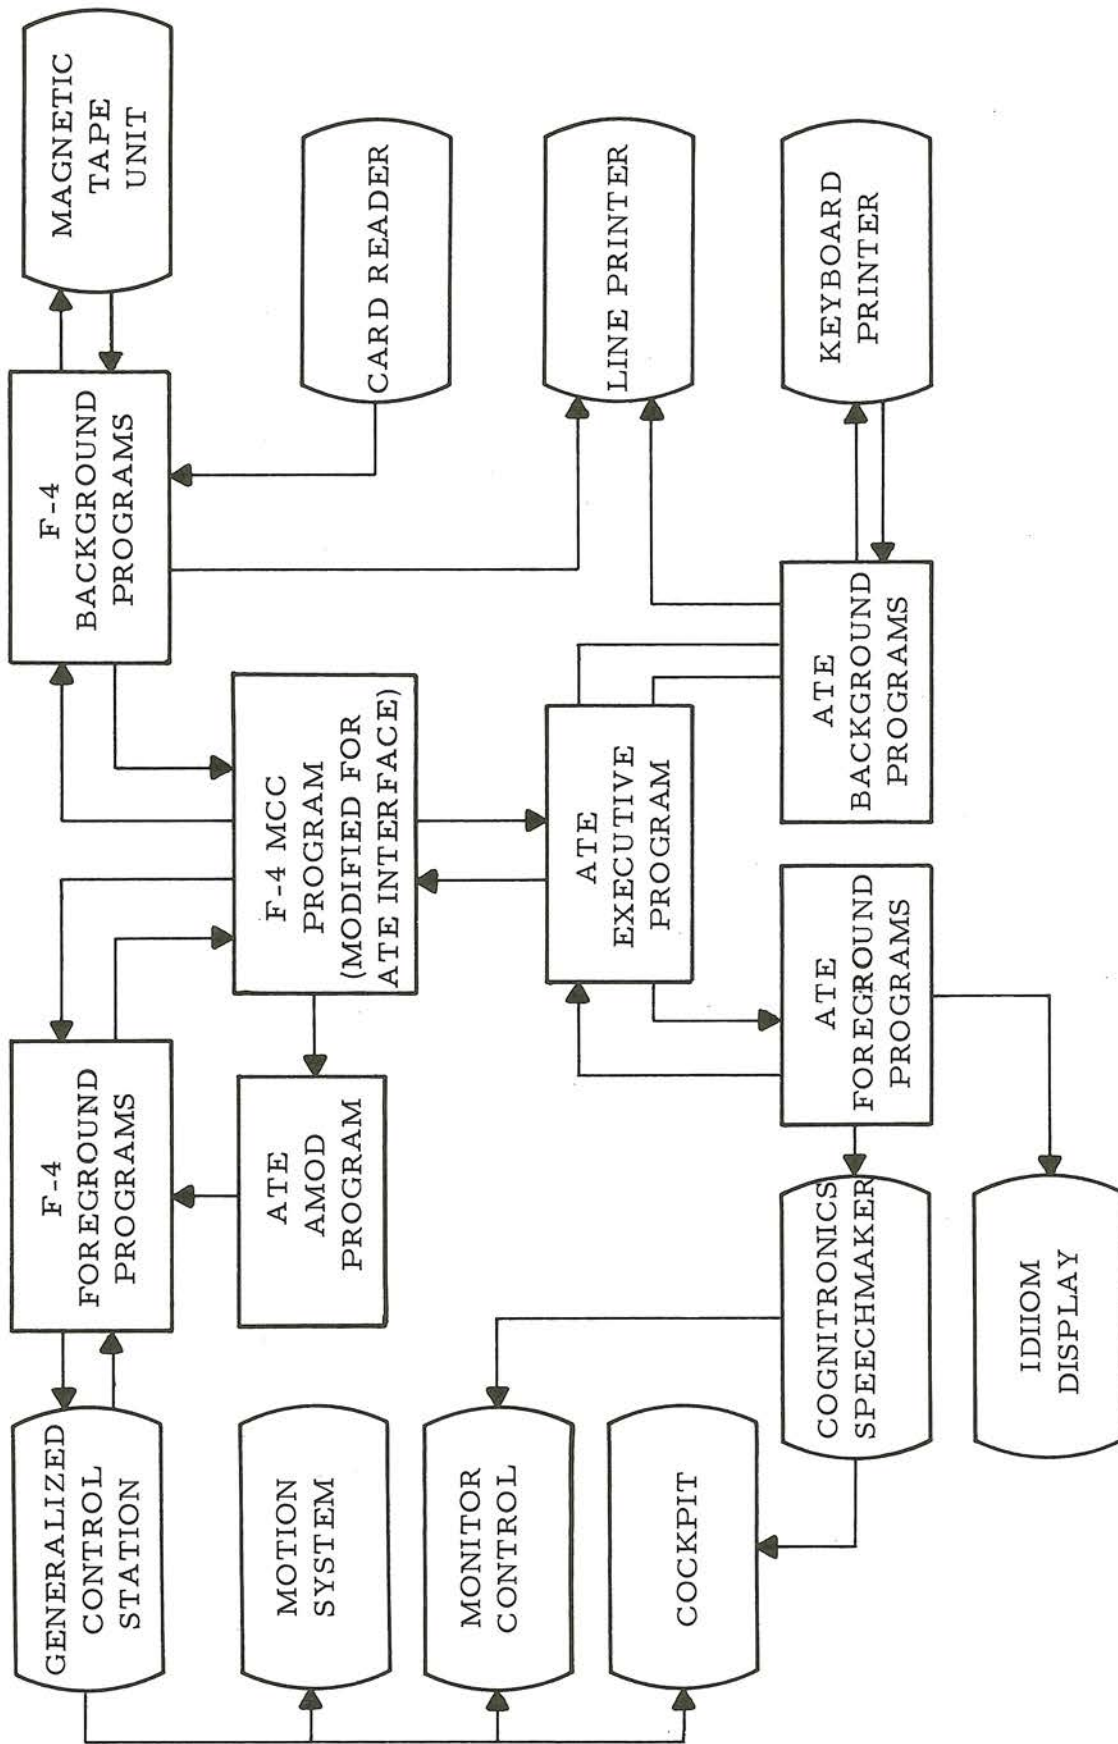 GENERALIZED
CONTROL
STATION
F-4
FOREGROUND
PROGRAMS
F-4
BACKGROUND
PROGRAMS
MAGNETIC
TAPE
UNIT
MOTION
SYSTEM
ATE
AMOD
PROGRAM
F-4 MCC
PROGRAM
(MODIFIED FOR
ATE INTERFACE)
CARD READER
MONITOR
CONTROL
COCKPIT
ATE
EXECUTIVE
PROGRAM
LINE PRINTER
COGNITRONICS
SPEECHMAKER
ATE
FOREGROUND
PROGRAMS
ATE
BACKGROUND
PROGRAMS
KEYBOARD
PRINTER
IDIIOM
DISPLAY